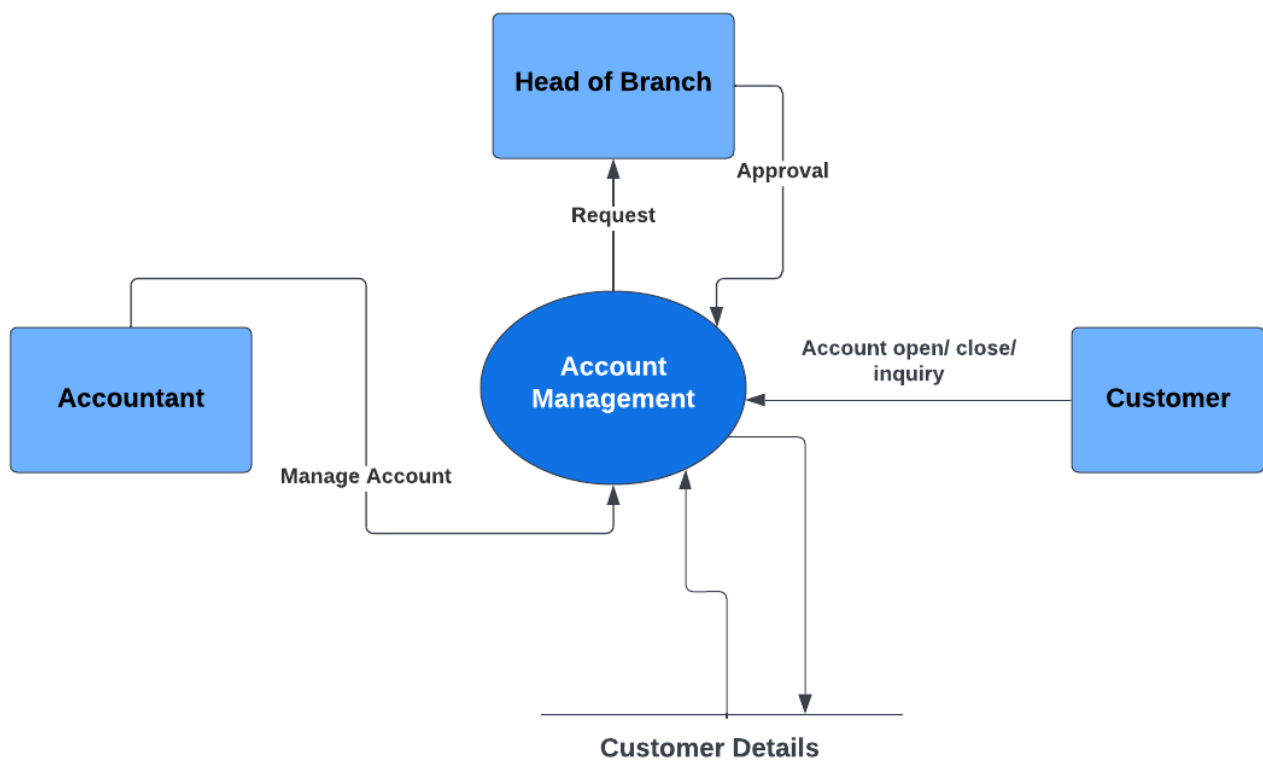 Head of Branch
Approval
Request
Account open/ close/
inquiry
Account
Management
Accountant
Customer
Manage Account
Customer Details